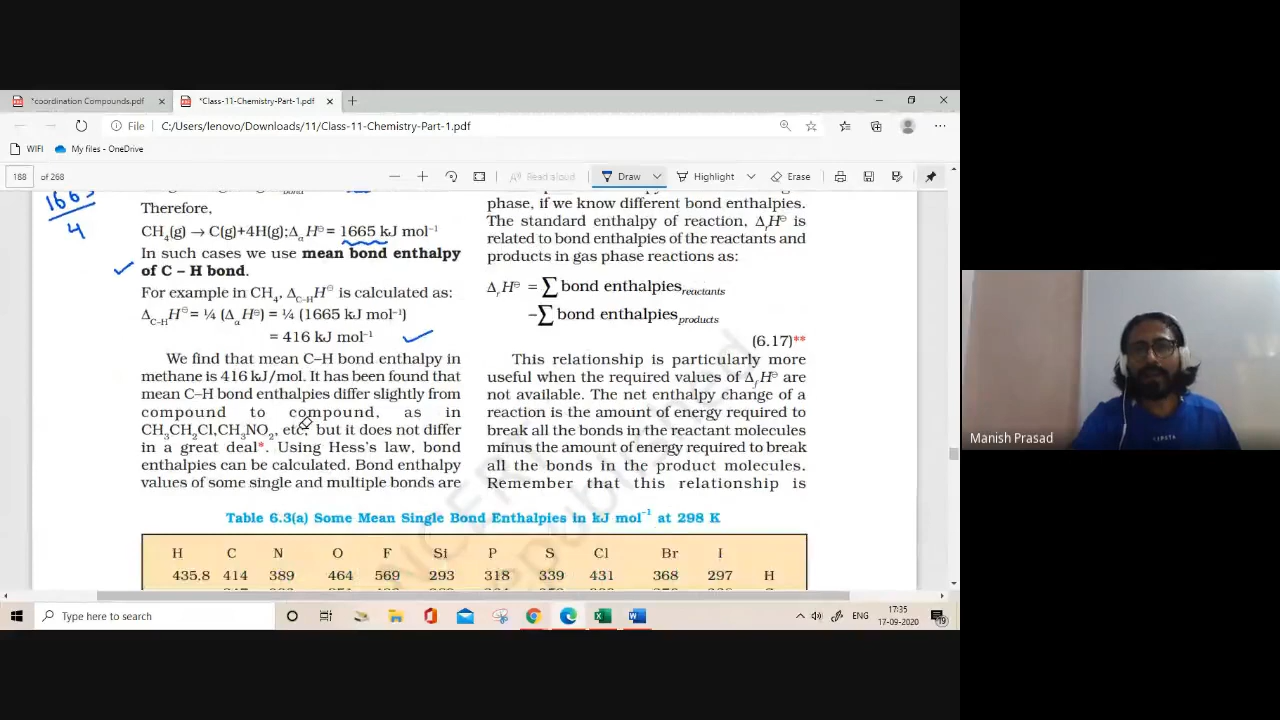 *coordination Compounds.pdf
*Class-11-Chemistry-Part-1.pdf
File C:/Users/lenovo/Downloads/11/Class-11-Chemistry-Part-1.pdf
WIFI My files - OneDrive
188 of 268
Read aloud Draw Highlight Erase
1665
4
Therefore,
CH₄(g) → C(g)+4H(g);ΔₐH⊖ = 1665 kJ mol⁻¹
In such cases we use mean bond enthalpy
of C – H bond.
For example in CH₄, Δ_C–H H⊖ is calculated as:
Δ_C–H H⊖ = ¼ (ΔₐH⊖) = ¼ (1665 kJ mol⁻¹)
= 416 kJ mol⁻¹
We find that mean C–H bond enthalpy in
methane is 416 kJ/mol. It has been found that
mean C–H bond enthalpies differ slightly from
compound to compound, as in
CH₃CH₂Cl,CH₃NO₂, etc, but it does not differ
in a great deal*. Using Hess's law, bond
enthalpies can be calculated. Bond enthalpy
values of some single and multiple bonds are
phase, if we know different bond enthalpies.
The standard enthalpy of reaction, ΔᵣH⊖ is
related to bond enthalpies of the reactants and
products in gas phase reactions as:
ΔᵣH⊖ = ∑ bond enthalpies reactants
–∑ bond enthalpies products
(6.17)**
This relationship is particularly more
useful when the required values of Δ_f H⊖ are
not available. The net enthalpy change of a
reaction is the amount of energy required to
break all the bonds in the reactant molecules
minus the amount of energy required to break
all the bonds in the product molecules.
Remember that this relationship is
Table 6.3(a) Some Mean Single Bond Enthalpies in kJ mol⁻¹ at 298 K
H C N O F Si P S Cl Br I
435.8 414 389 464 569 293 318 339 431 368 297 H
Type here to search
ENG
17:35
17-09-2020
19
Manish Prasad